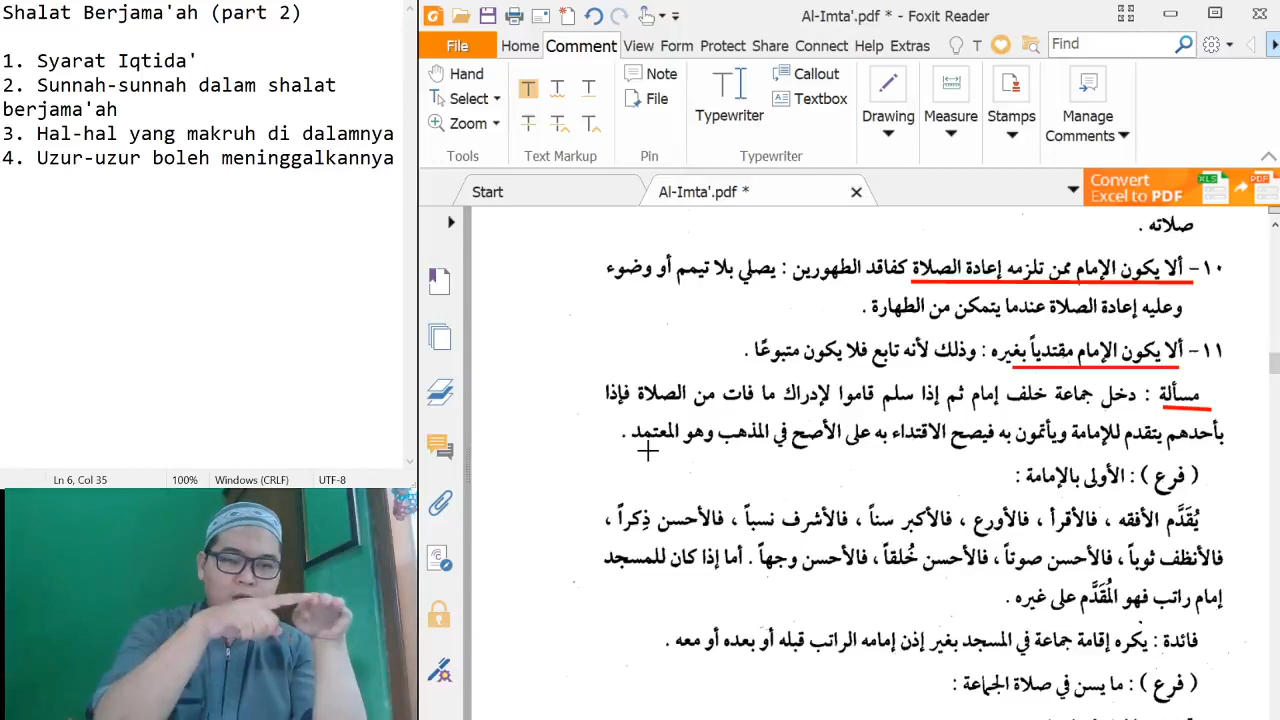 Shalat Berjama'ah (part 2)
1. Syarat Iqtida'
2. Sunnah-sunnah dalam shalat
berjama'ah
3. Hal-hal yang makruh di dalamnya
4. Uzur-uzur boleh meninggalkannya
Ln 6, Col 35 100% Windows (CRLF) UTF-8
Al-Imta'.pdf * - Foxit Reader
File Home Comment View Form Protect Share Connect Help Extras Find
Hand
Select
Zoom
Tools
Text Markup
Note
File
Pin
Typewriter
Callout
Textbox
Typewriter
Drawing
Measure
Stamps
Manage
Comments
Start
Al-Imta'.pdf *
Convert
Excel to PDF
XLS
PDF
صلاته .
١٠- ألا يكون الإمام ممن تلزمه إعادة الصلاة كفاقد الطهورين : يصلي بلا تيمم أو وضوء
وعليه إعادة الصلاة عندما يتمكن من الطهارة .
١١- ألا يكون الإمام مقتدياً بغيره : وذلك لأنه تابع فلا يكون متبوعًا .
مسألة : دخل جماعة خلف إمام ثم إذا سلم قاموا لإدراك ما فات من الصلاة فإذا
بأحدهم يتقدم للإمامة ويأتمون به فيصح الاقتداء به على الأصح في المذهب وهو المعتمد .
( فرع ) : الأولى بالإمامة :
يُقَدَّم الأفقه ، فالأقرأ ، فالأورع ، فالأكبر سناً ، فالأشرف نسباً ، فالأحسن ذِكراً ،
فالأنظف ثوباً ، فالأحسن صوتاً ، فالأحسن خُلقاً ، فالأحسن وجهاً . أما إذا كان للمسجد
إمام راتب فهو المُقَدَّم على غيره .
فائدة : يكره إقامة جماعة في المسجد بغير إذن إمامه الراتب قبله أو بعده أو معه .
( فرع ) : ما يسن في صلاة الجماعة :